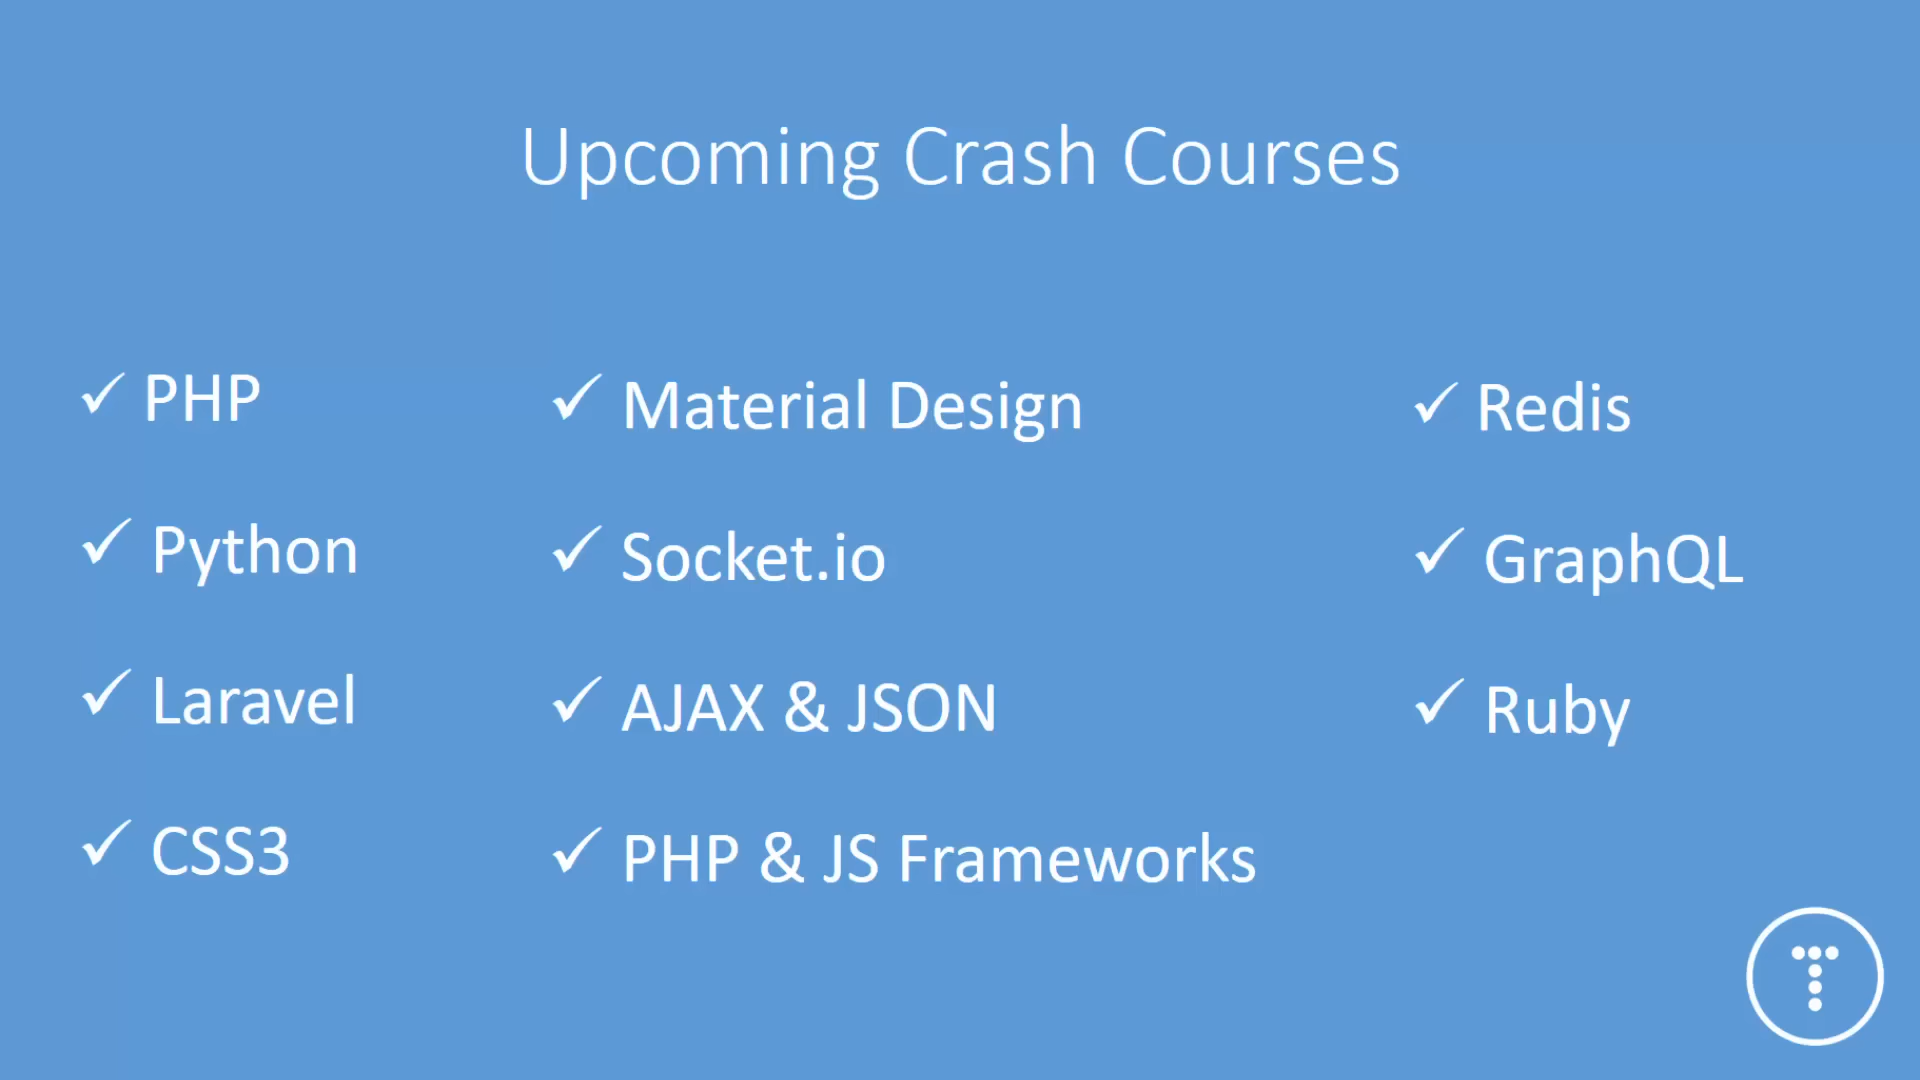 Upcoming Crash Courses
PHP
Python
Laravel
CSS3
Material Design
Socket.io
AJAX & JSON
PHP & JS Frameworks
Redis
GraphQL
Ruby
T